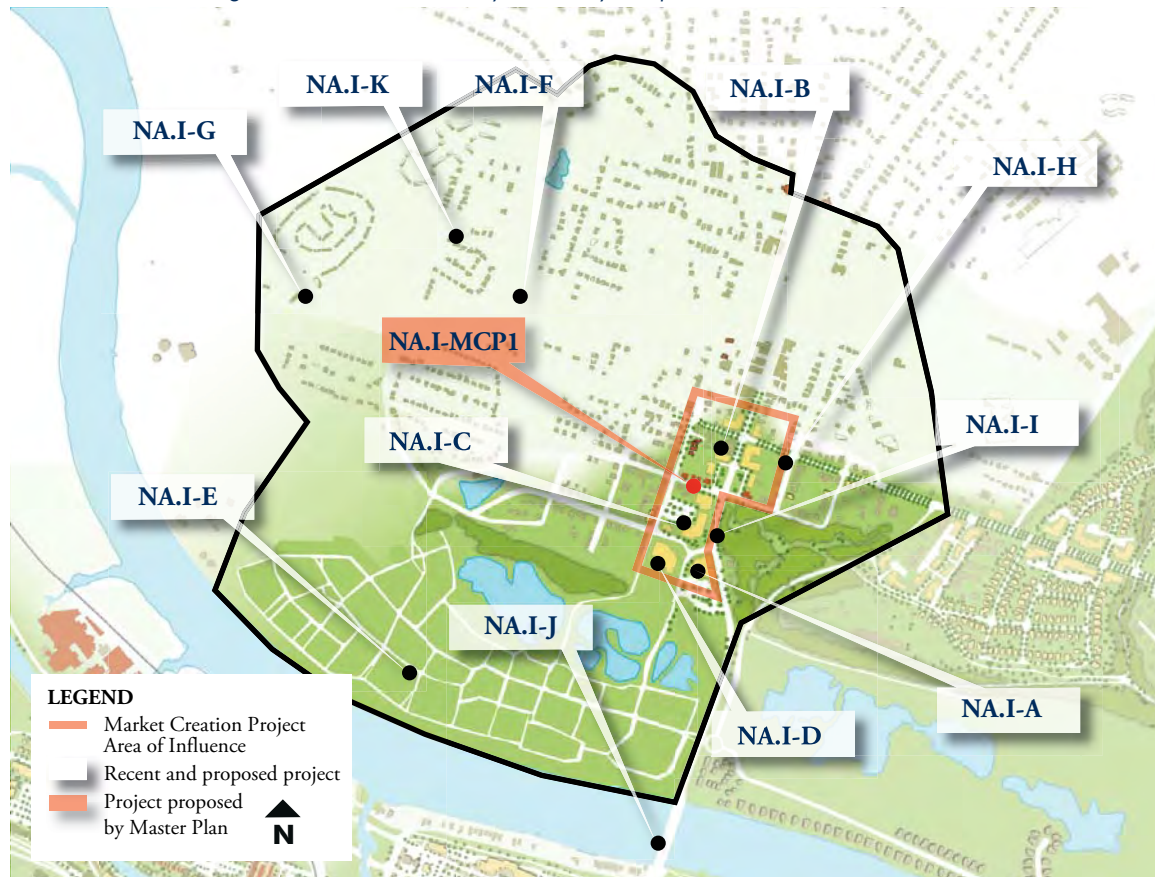 NA.I-K
NA.I-F
NA.I-B
NA.I-G
NA.I-H
NA.I-MCP1
NA.I-C
NA.I-I
NA.I-E
NA.I-J
NA.I-A
NA.I-D
LEGEND
Market Creation Project
Area of Influence
Recent and proposed project
Project proposed
by Master Plan
N